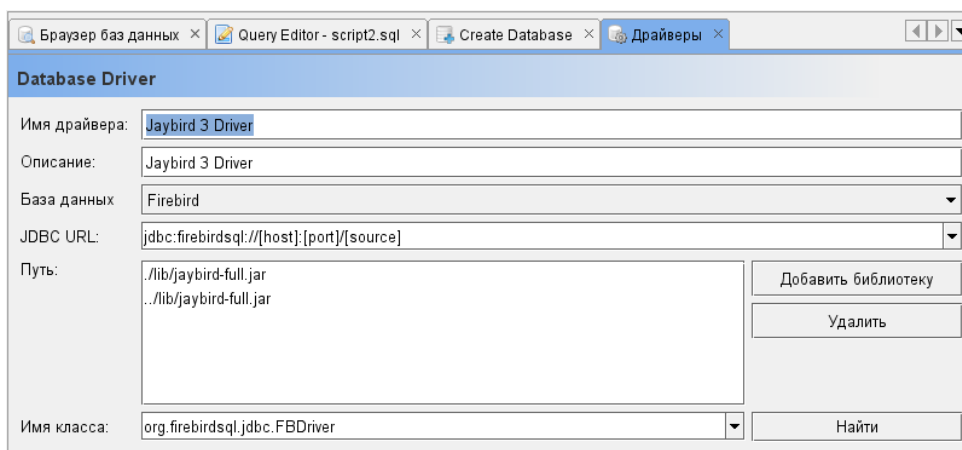 Браузер баз данных × Query Editor - script2.sql × Create Database × Драйверы ×
Database Driver
Имя драйвера: Jaybird 3 Driver
Описание: Jaybird 3 Driver
База данных Firebird
JDBC URL: jdbc:firebirdsql://[host]:[port]/[source]
Путь: ./lib/jaybird-full.jar Добавить библиотеку
../lib/jaybird-full.jar
Удалить
Имя класса: org.firebirdsql.jdbc.FBDriver Найти